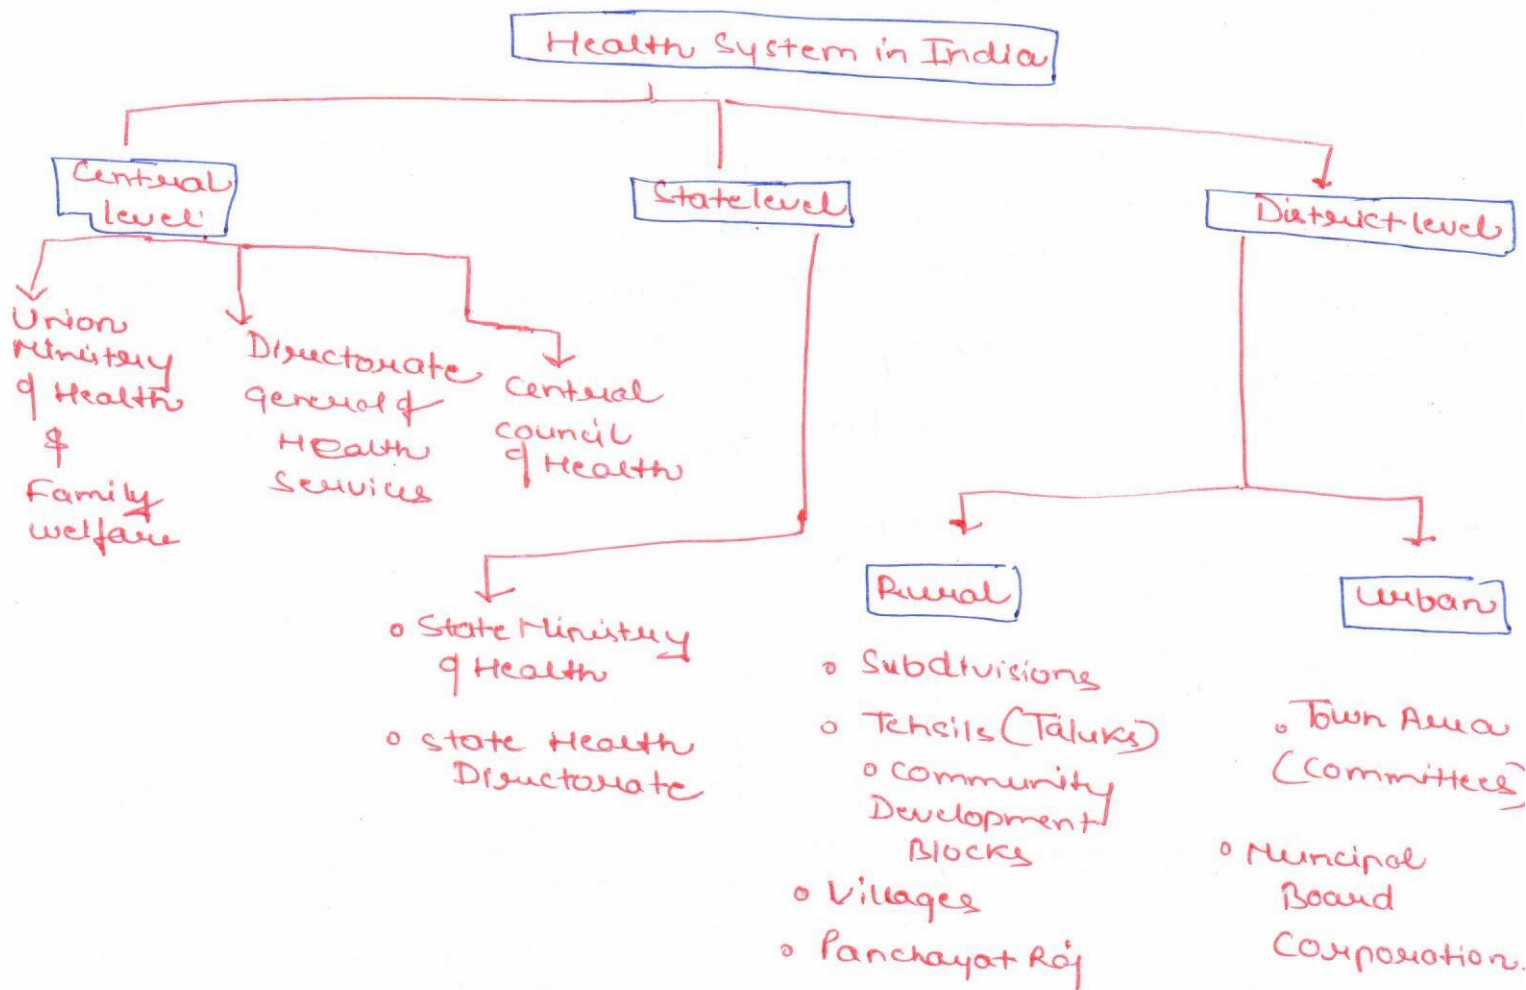 Health System in India
Central
level:
State level
District level
Union
Ministry
of Health
&
Family
welfare
Directorate
General of
Health
Services
Central
council
of Health
State Ministry
of Health
State Health
Directorate
Rural
Subdivisions
Tehsils (Taluks)
Community
Development
Blocks
Villages
Panchayat Raj
Urban
Town Area
(Committees)
Muncipal
Board
Corporation.